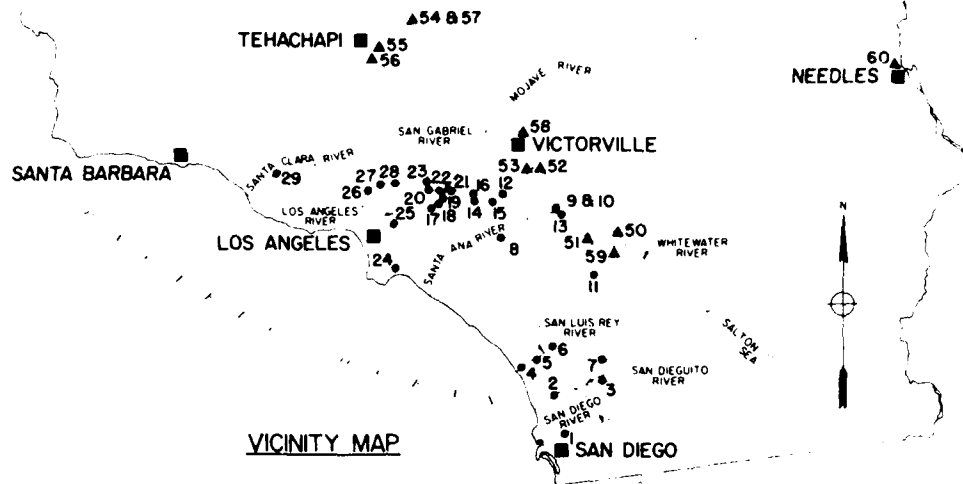 54 & 57
TEHACHAPI
55
56
60
NEEDLES
MOJAVE RIVER
58
VICTORVILLE
SAN GABRIEL
RIVER
SANTA BARBARA
SANTA CLARA RIVER
29
53
52
27
28
23
22
21
16
12
26
20
19
18
17
14
15
9 & 10
13
LOS ANGELES
RIVER
25
LOS ANGELES
SANTA ANA RIVER
8
51
50
59
WHITEWATER
RIVER
24
11
N
SAN LUIS REY
RIVER
SALTON
SEA
6
5
4
7
3
2
SAN DIEGUITO
RIVER
SAN DIEGO
RIVER
1
SAN DIEGO
VICINITY MAP